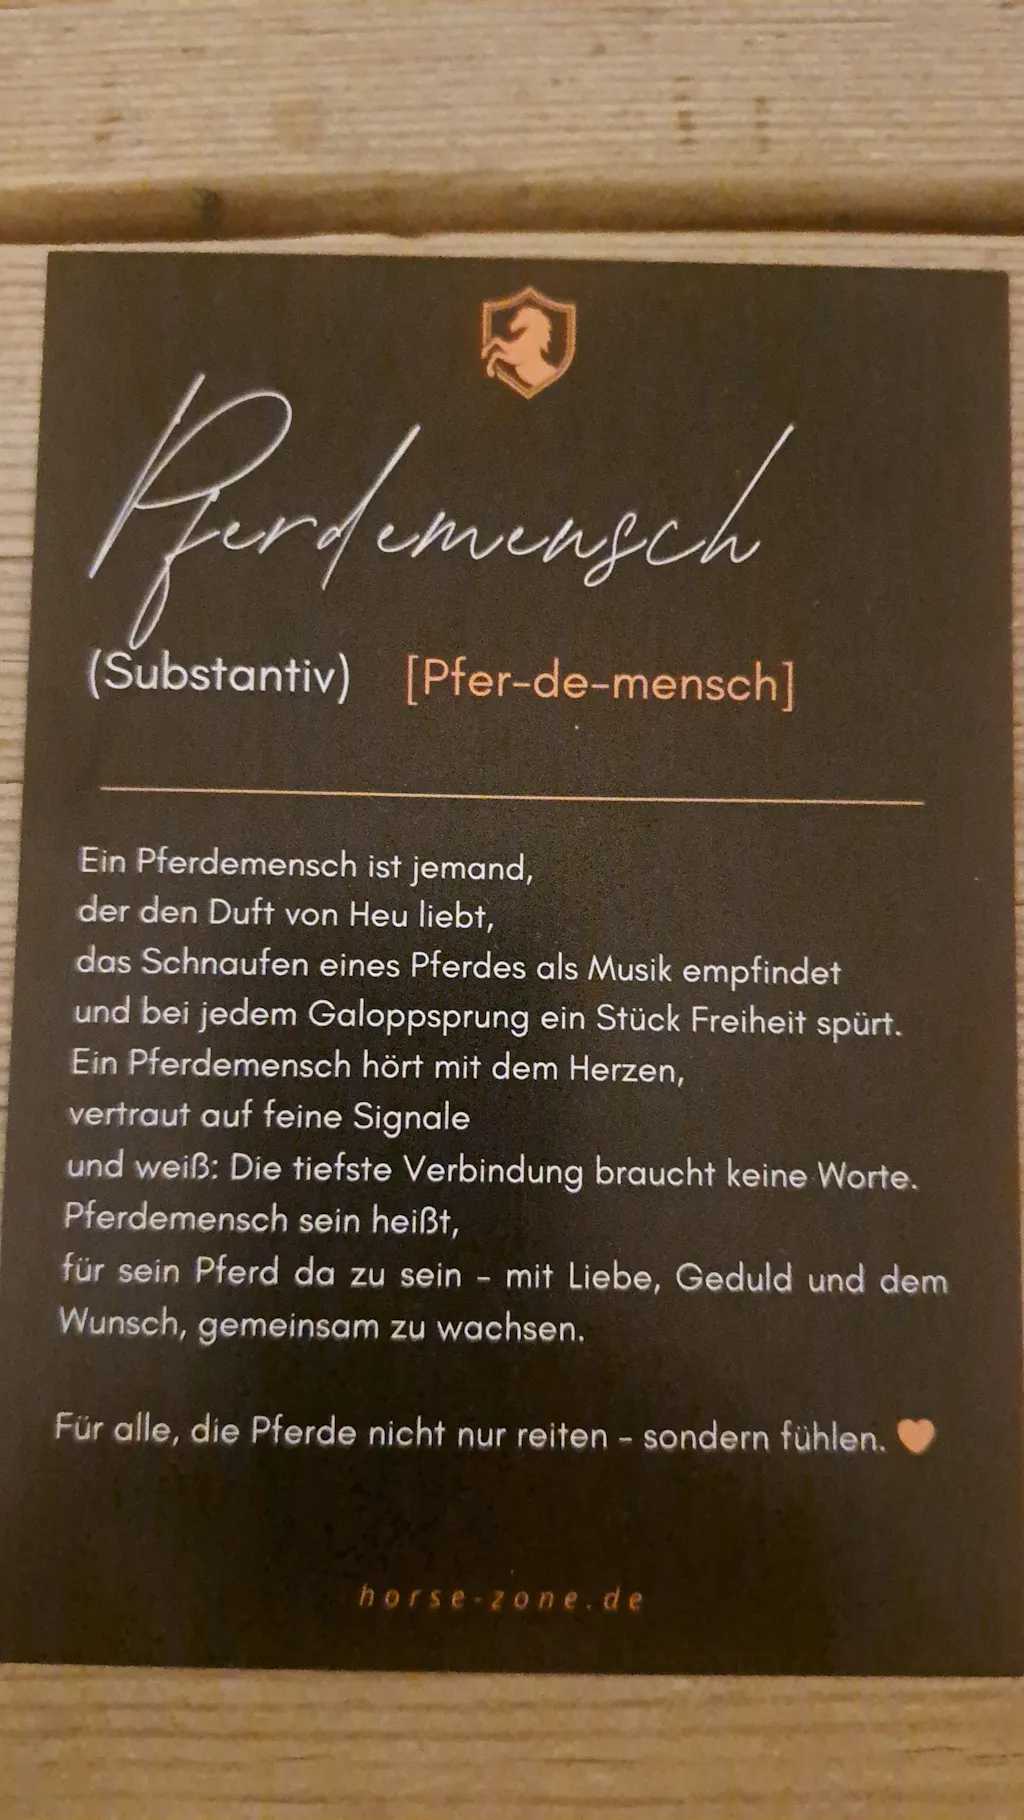 Pferdemensch
(Substantiv) [Pfer-de-mensch]
Ein Pferdemensch ist jemand,
der den Duft von Heu liebt,
das Schnaufen eines Pferdes als Musik empfindet
und bei jedem Galoppsprung ein Stück Freiheit spürt.
Ein Pferdemensch hört mit dem Herzen,
vertraut auf feine Signale
und weiß: Die tiefste Verbindung braucht keine Worte.
Pferdemensch sein heißt,
für sein Pferd da zu sein – mit Liebe, Geduld und dem
Wunsch, gemeinsam zu wachsen.
Für alle, die Pferde nicht nur reiten – sondern fühlen. 🧡
horse-zone.de